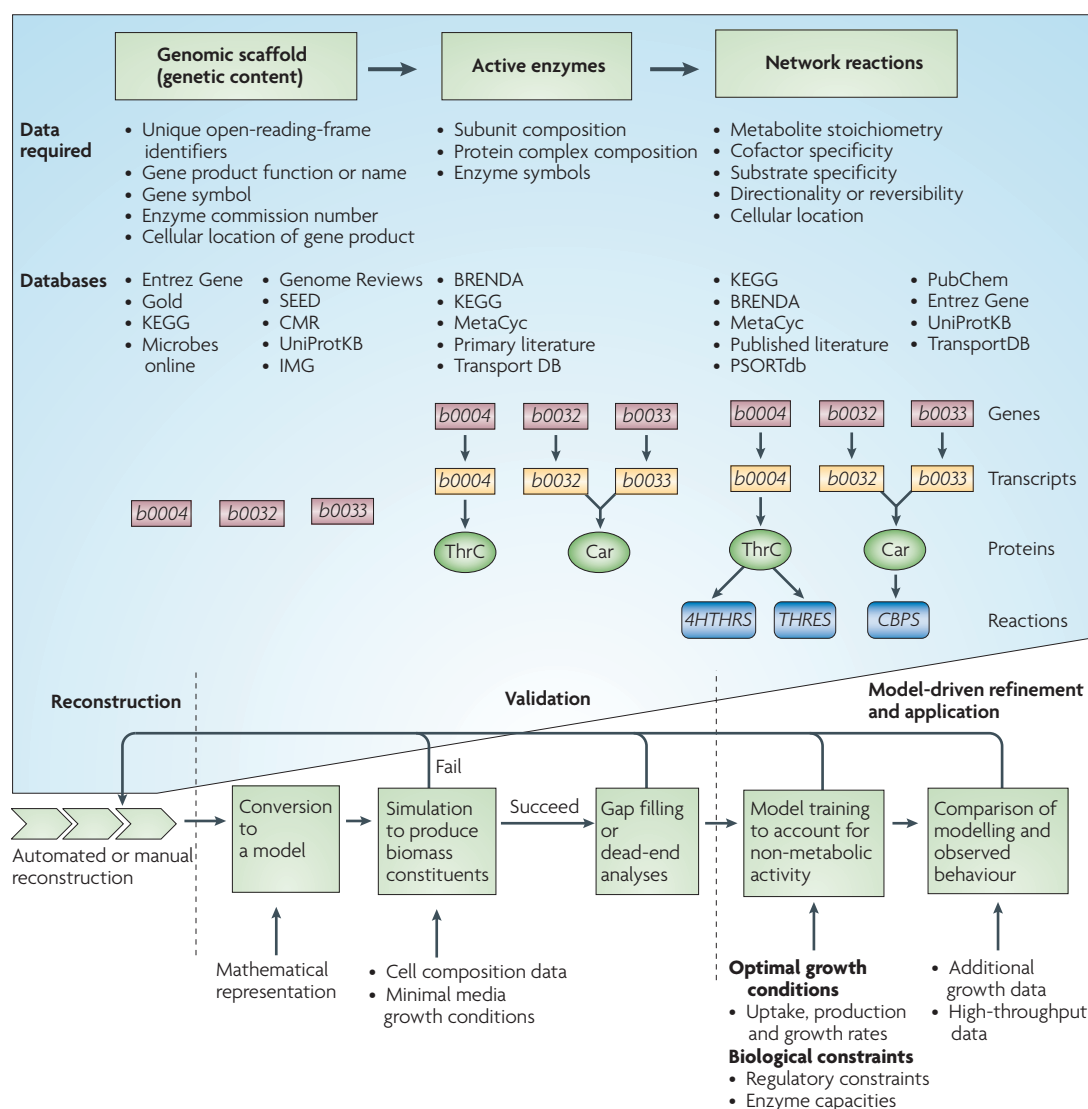 Genomic scaffold
(genetic content)
Active enzymes
Network reactions
Data
required
• Unique open-reading-frame
identifiers
• Gene product function or name
• Gene symbol
• Enzyme commission number
• Cellular location of gene product
• Subunit composition
• Protein complex composition
• Enzyme symbols
• Metabolite stoichiometry
• Cofactor specificity
• Substrate specificity
• Directionality or reversibility
• Cellular location
Databases
• Entrez Gene
• Gold
• KEGG
• Microbes
online
• Genome Reviews
• SEED
• CMR
• UniProtKB
• IMG
• BRENDA
• KEGG
• MetaCyc
• Primary literature
• Transport DB
• KEGG
• BRENDA
• MetaCyc
• Published literature
• PSORTdb
• PubChem
• Entrez Gene
• UniProtKB
• TransportDB
b0004 b0032 b0033 b0004 b0032 b0033 Genes
b0004 b0032 b0033 b0004 b0032 b0033 Transcripts
b0004 b0032 b0033
ThrC Car ThrC Car Proteins
4HTHRS THRES CBPS Reactions
Reconstruction
Validation
Model-driven refinement
and application
Fail
Succeed
Automated or manual
reconstruction
Conversion
to
a model
Simulation
to produce
biomass
constituents
Gap filling
or
dead-end
analyses
Model training
to account for
non-metabolic
activity
Comparison of
modelling and
observed
behaviour
Mathematical
representation
• Cell composition data
• Minimal media
growth conditions
Optimal growth
conditions
• Uptake, production
and growth rates
Biological constraints
• Regulatory constraints
• Enzyme capacities
• Additional
growth data
• High-throughput
data